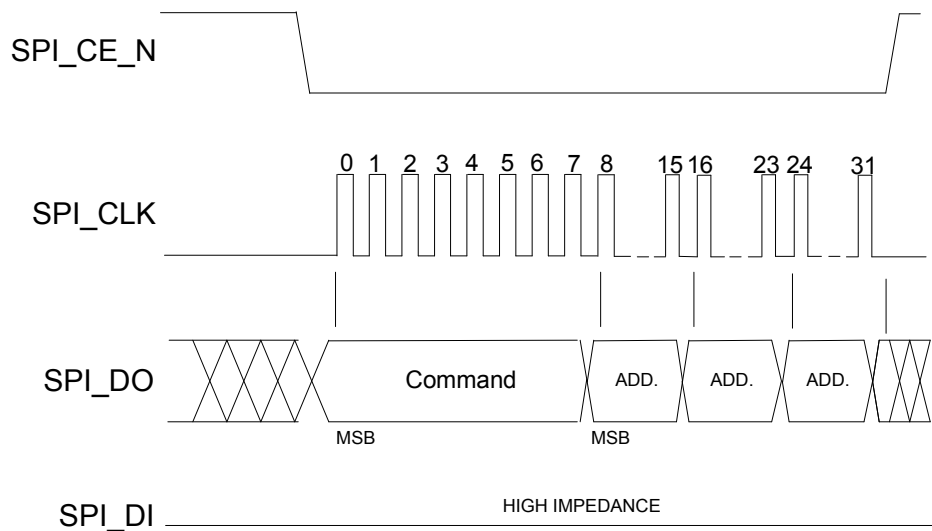 SPI_CE_N
0 1 2 3 4 5 6 7 8 15 16 23 24 31
SPI_CLK
SPI_DO Command ADD. ADD. ADD.
MSB MSB
HIGH IMPEDANCE
SPI_DI